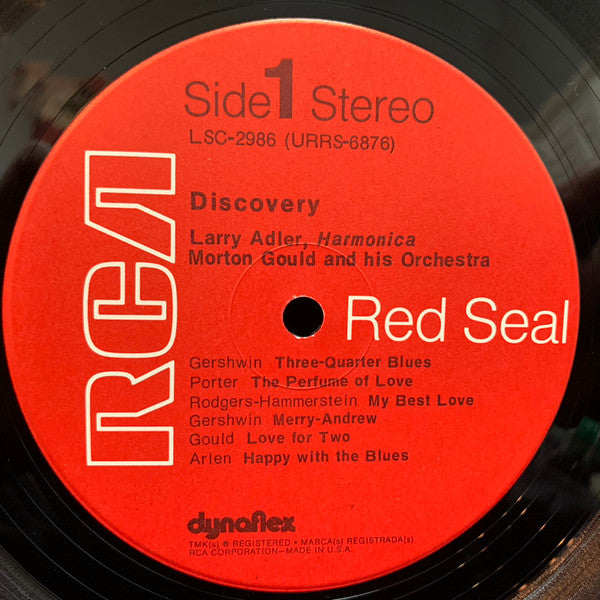 Side 1 Stereo
LSC-2986 (URRS-6876)
Discovery
Larry Adler, Harmonica
Morton Gould and his Orchestra
RCA
Red Seal
Gershwin Three-Quarter Blues
Porter The Perfume of Love
Rodgers-Hammerstein My Best Love
Gershwin Merry-Andrew
Gould Love for Two
Arlen Happy with the Blues
dynaflex
TMK(s) ® REGISTERED • MARCA(s) REGISTRADA(s)
RCA CORPORATION—MADE IN U.S.A.